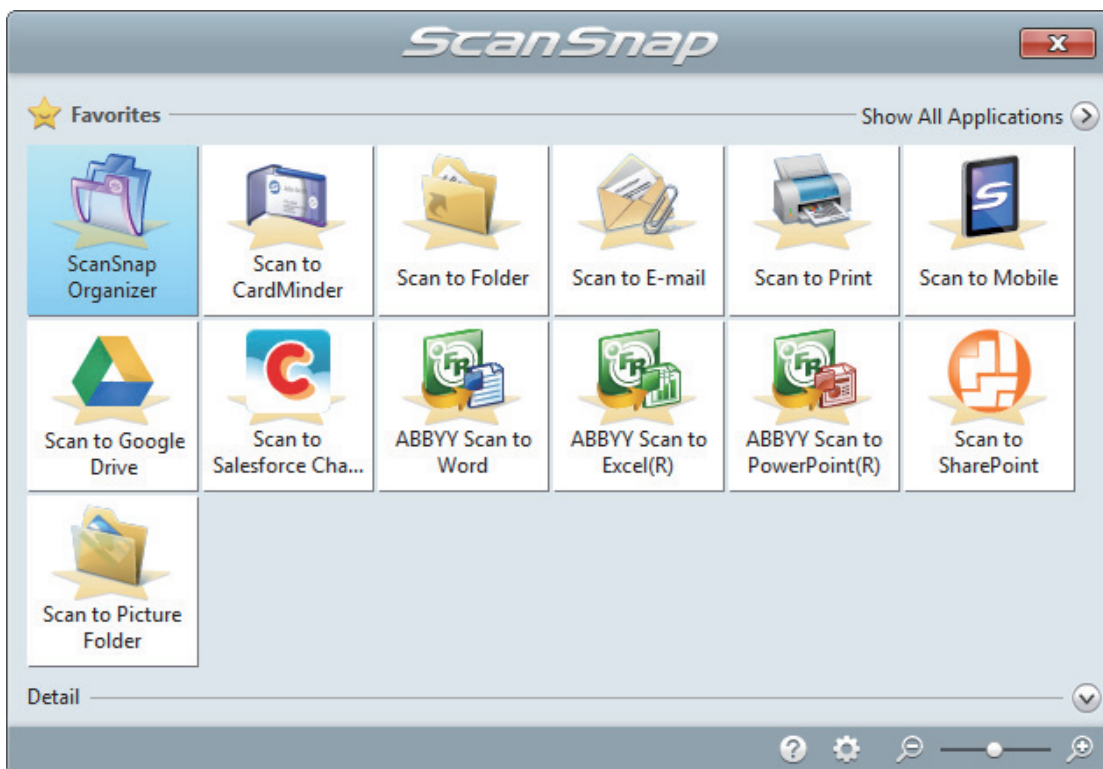 ScanSnap
Favorites
Show All Applications
ScanSnap
Organizer
Scan to
CardMinder
Scan to Folder
Scan to E-mail
Scan to Print
Scan to Mobile
Scan to Google
Drive
Scan to
Salesforce Cha...
ABBYY Scan to
Word
ABBYY Scan to
Excel(R)
ABBYY Scan to
PowerPoint(R)
Scan to
SharePoint
Scan to Picture
Folder
Detail